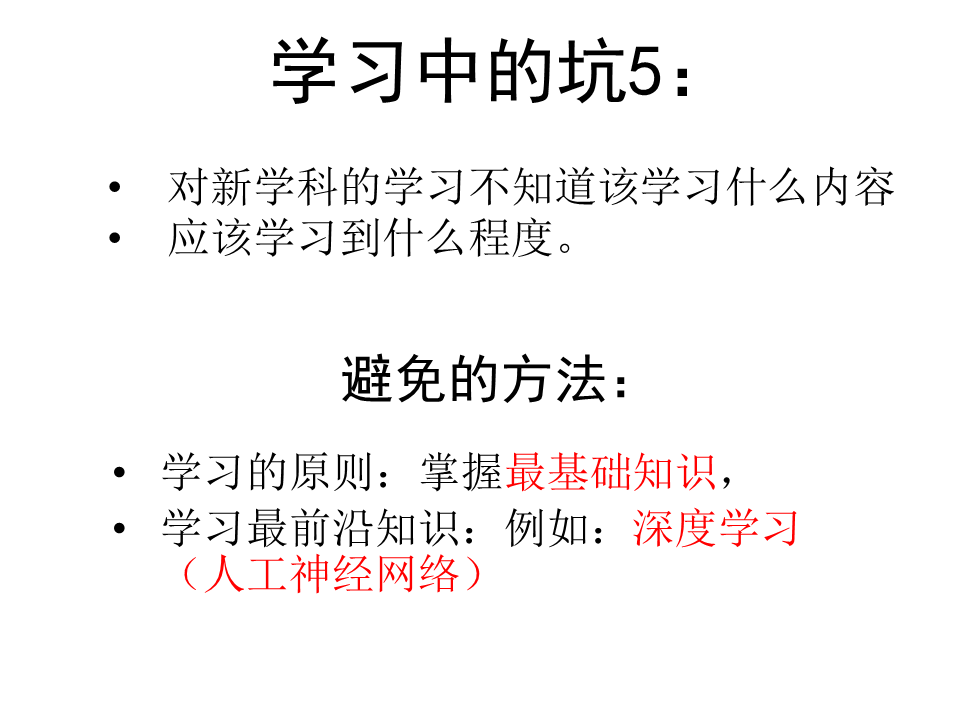 学习中的坑5：
• 对新学科的学习不知道该学习什么内容
• 应该学习到什么程度。
避免的方法：
• 学习的原则：掌握最基础知识，
• 学习最前沿知识：例如：深度学习
（人工神经网络）